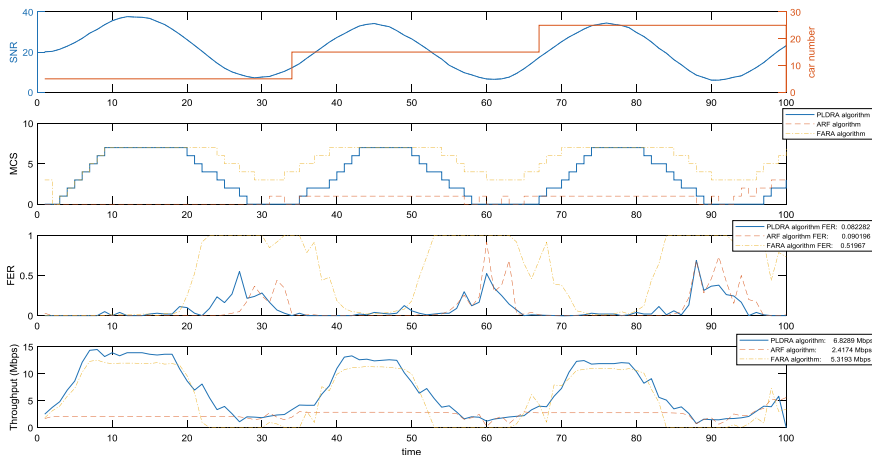 40
20
0
SNR
30
20
10
0
car number
0 10 20 30 40 50 60 70 80 90 100
PLDRA algorithm
ARF algorithm
FARA algorithm
10
5
0
MCS
0 10 20 30 40 50 60 70 80 90 100
PLDRA algorithm FER: 0.082282
ARF algorithm FER: 0.090196
FARA algorithm FER: 0.51967
1
0.5
0
FER
0 10 20 30 40 50 60 70 80 90 100
PLDRA algorithm: 6.8289 Mbps
ARF algorithm: 2.4174 Mbps
FARA algorithm: 5.3193 Mbps
15
10
5
0
Throughput (Mbps)
0 10 20 30 40 50 60 70 80 90 100
time